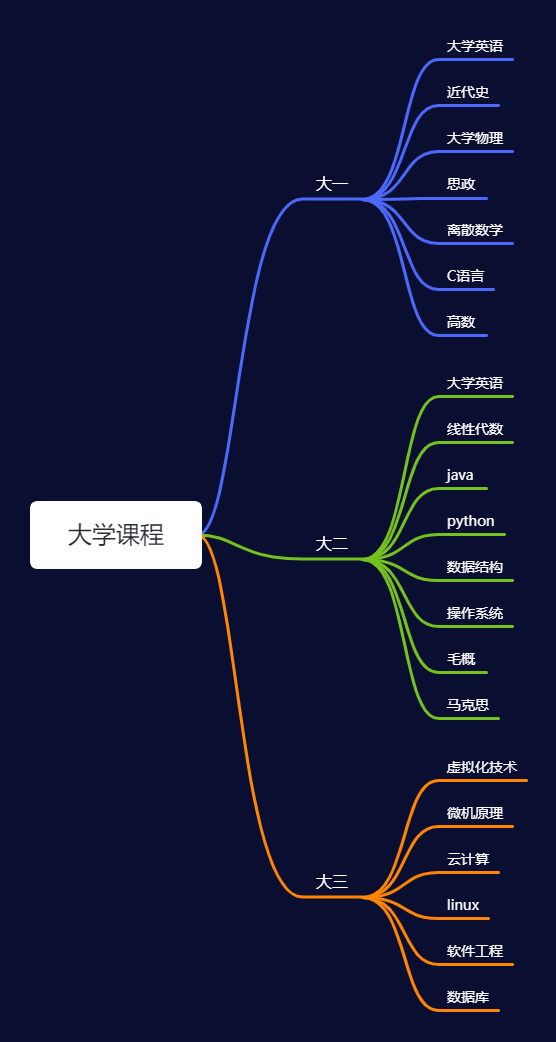 大学课程
大一
大学英语
近代史
大学物理
思政
离散数学
C语言
高数
大二
大学英语
线性代数
java
python
数据结构
操作系统
毛概
马克思
大三
虚拟化技术
微机原理
云计算
linux
软件工程
数据库